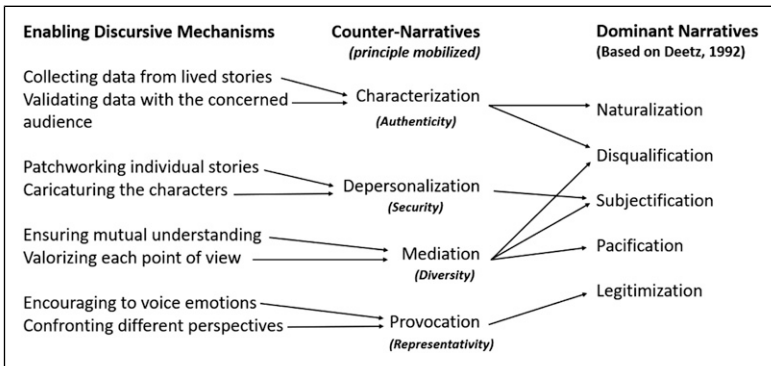 Enabling Discursive Mechanisms
Collecting data from lived stories
Validating data with the concerned
audience
Patchworking individual stories
Caricaturing the characters
Ensuring mutual understanding
Valorizing each point of view
Encouraging to voice emotions
Confronting different perspectives
Counter-Narratives
(principle mobilized)
Characterization
(Authenticity)
Depersonalization
(Security)
Mediation
(Diversity)
Provocation
(Representativity)
Dominant Narratives
(Based on Deetz, 1992)
Naturalization
Disqualification
Subjectification
Pacification
Legitimization